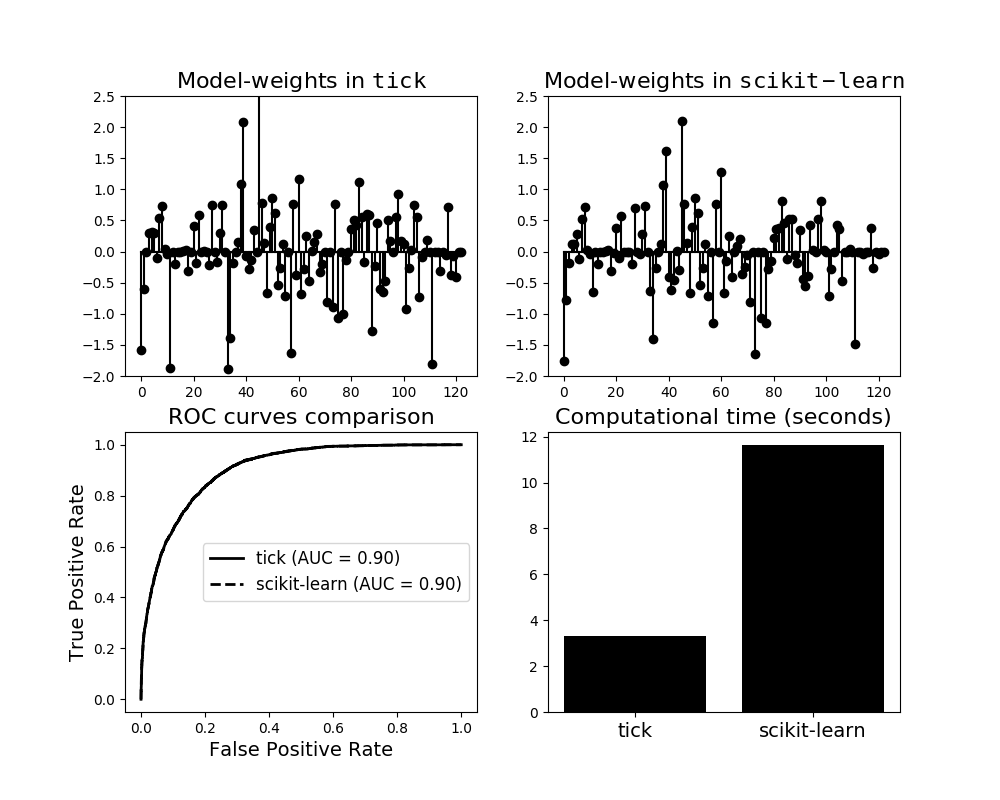 Model-weights in tick
2.5
2.0
1.5
1.0
0.5
0.0
−0.5
−1.0
−1.5
−2.0
0 20 40 60 80 100 120
Model-weights in scikit−learn
2.5
2.0
1.5
1.0
0.5
0.0
−0.5
−1.0
−1.5
−2.0
0 20 40 60 80 100 120
ROC curves comparison
True Positive Rate
1.0
0.8
0.6
0.4
0.2
0.0
tick (AUC = 0.90)
scikit-learn (AUC = 0.90)
0.0 0.2 0.4 0.6 0.8 1.0
False Positive Rate
Computational time (seconds)
12
10
8
6
4
2
0
tick scikit-learn